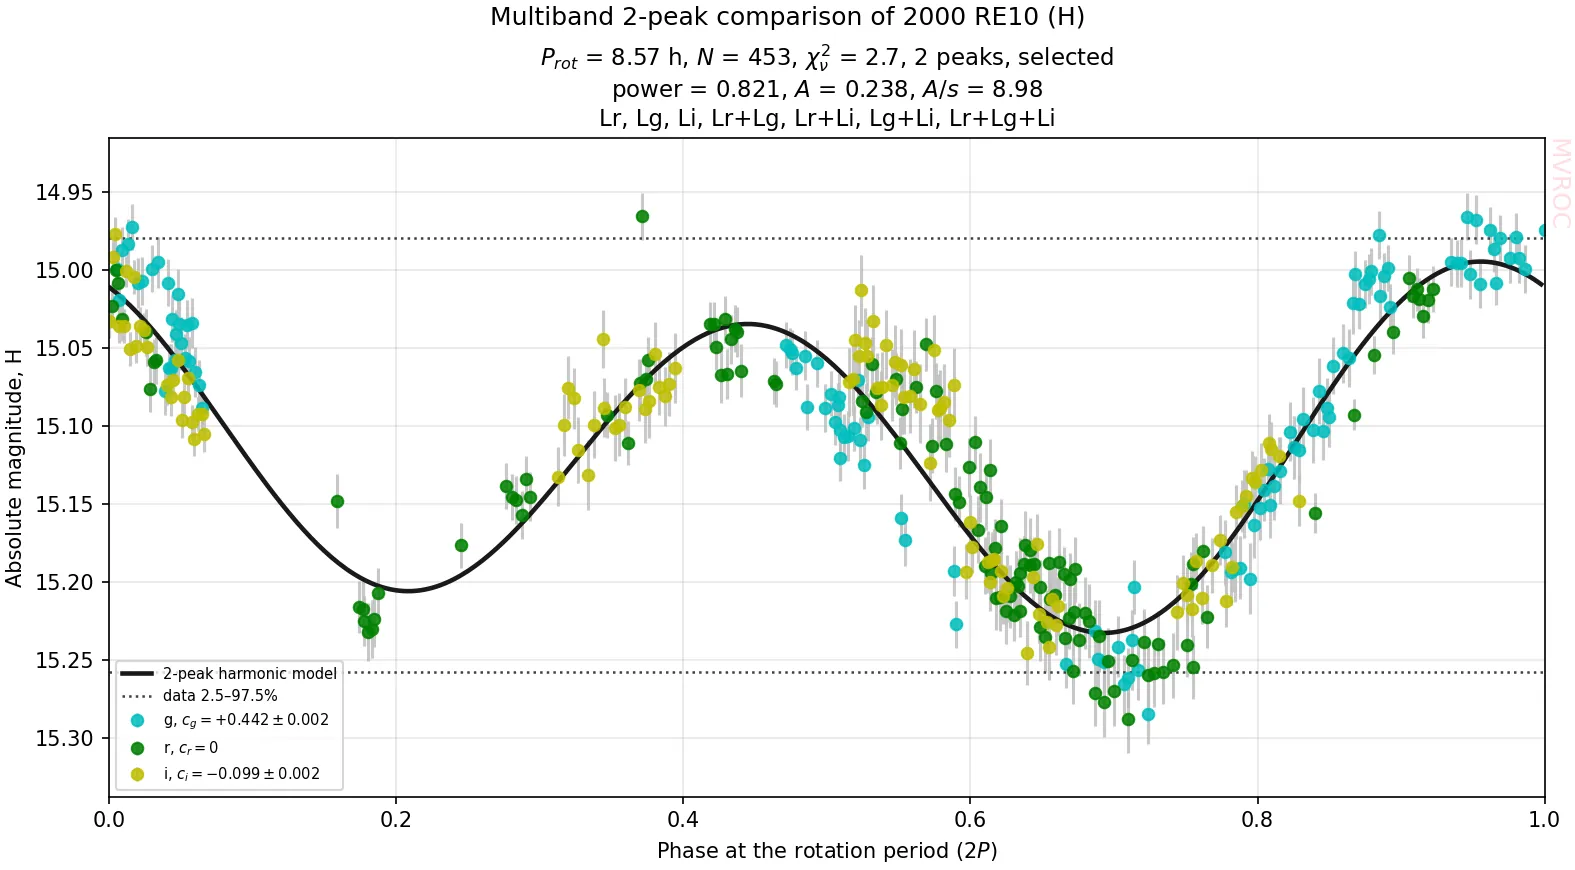 Multiband 2-peak comparison of 2000 RE10 (H)
P_rot = 8.57 h, N = 453, χ²_ν = 2.7, 2 peaks, selected
power = 0.821, A = 0.238, A/s = 8.98
Lr, Lg, Li, Lr+Lg, Lr+Li, Lg+Li, Lr+Lg+Li
MVROC
Absolute magnitude, H
14.95
15.00
15.05
15.10
15.15
15.20
15.25
15.30
2-peak harmonic model
data 2.5–97.5%
g, c_g = +0.442 ± 0.002
r, c_r = 0
i, c_i = −0.099 ± 0.002
0.0 0.2 0.4 0.6 0.8 1.0
Phase at the rotation period (2P)